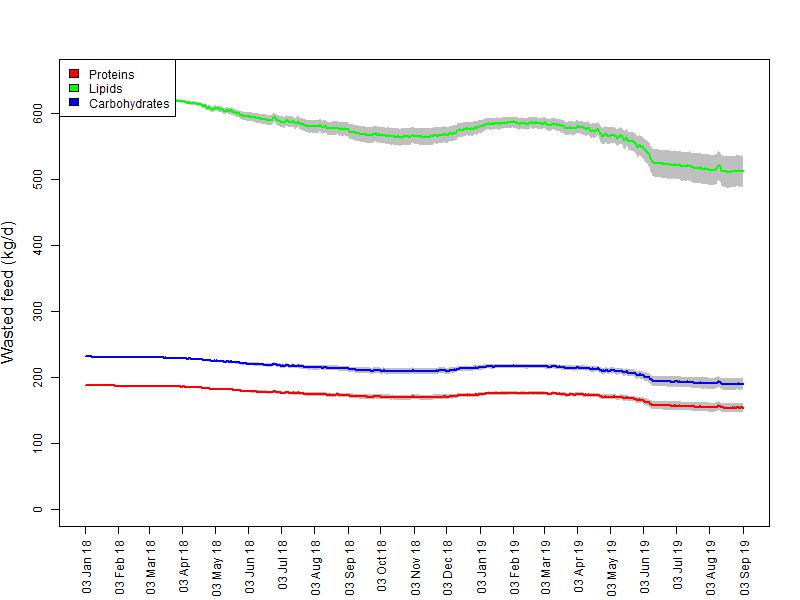 Proteins
Lipids
Carbohydrates
Wasted feed (kg/d)
600
500
400
300
200
100
0
03 Jan 18
03 Feb 18
03 Mar 18
03 Apr 18
03 May 18
03 Jun 18
03 Jul 18
03 Aug 18
03 Sep 18
03 Oct 18
03 Nov 18
03 Dec 18
03 Jan 19
03 Feb 19
03 Mar 19
03 Apr 19
03 May 19
03 Jun 19
03 Jul 19
03 Aug 19
03 Sep 19